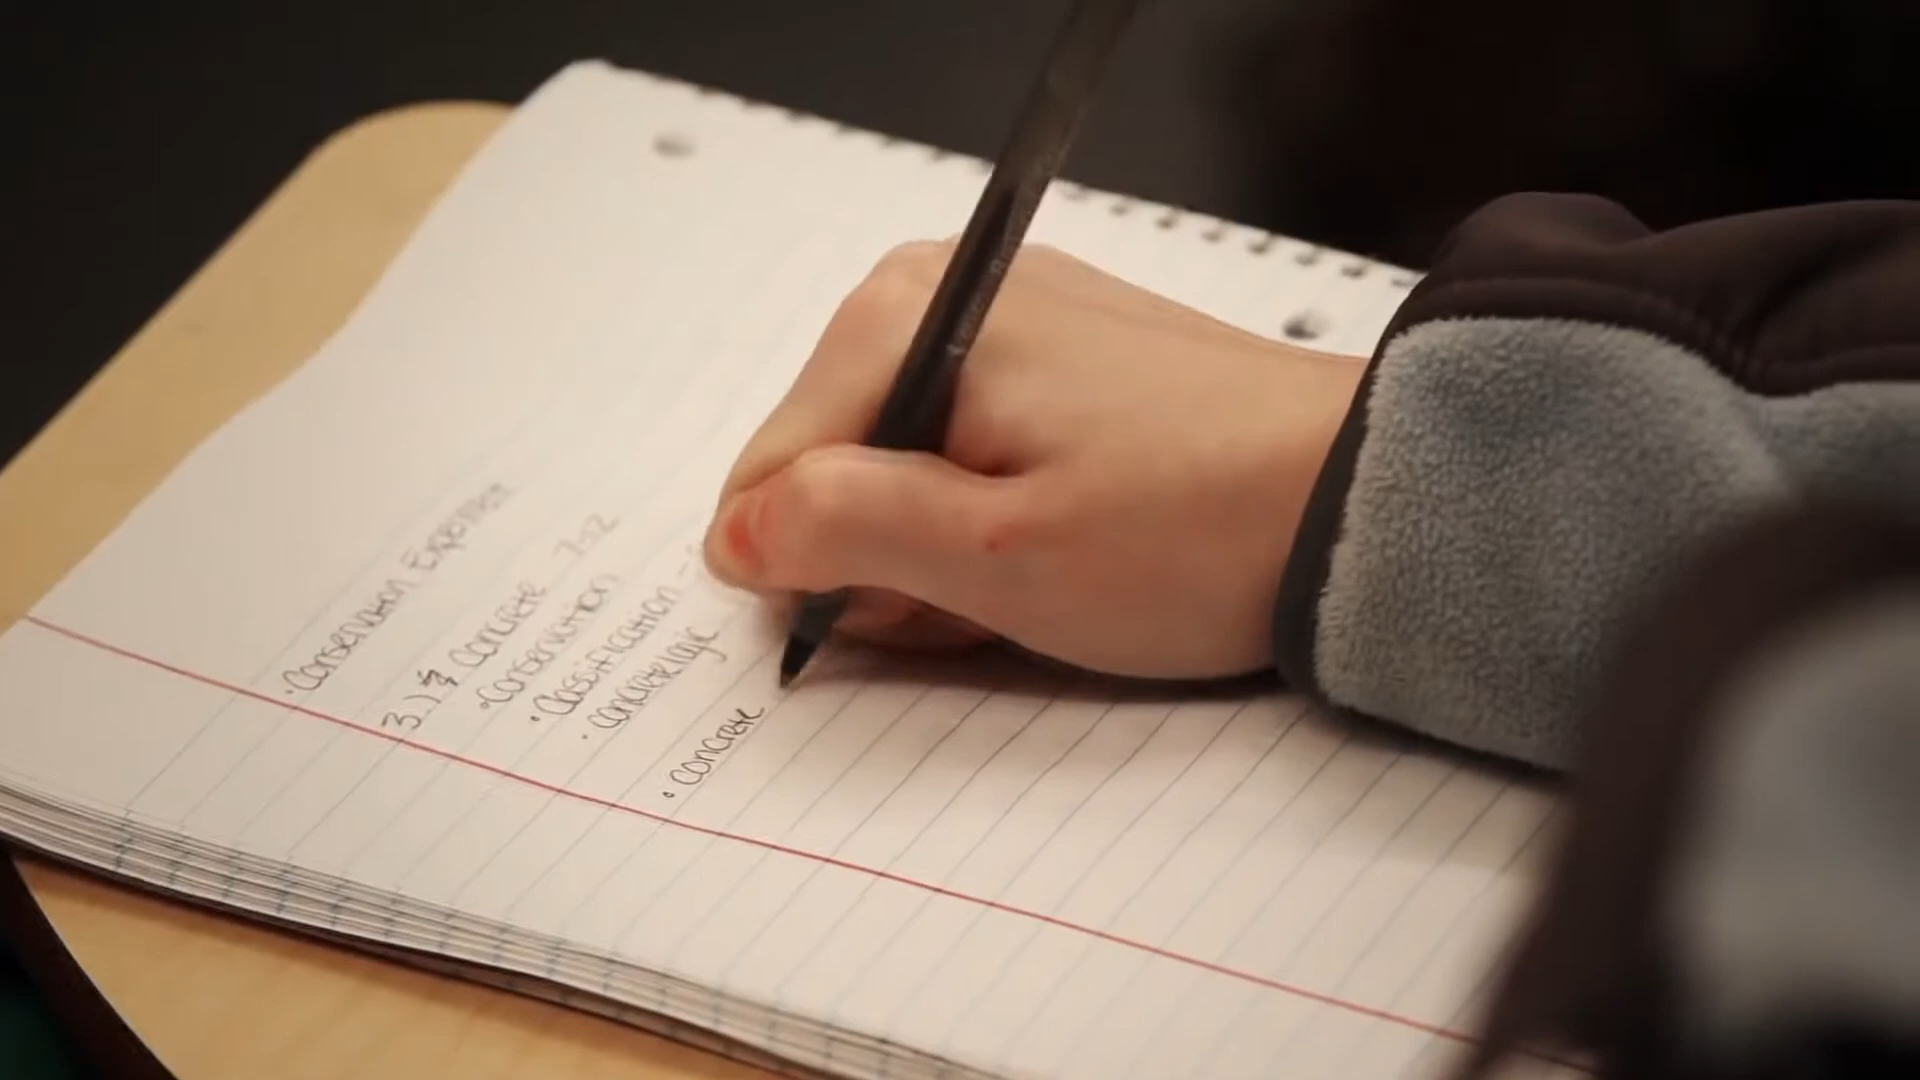 · Conservation Experiment
3.) Concrete 7-12
· Conservation
· Classification -
· concrete logic
· concrete